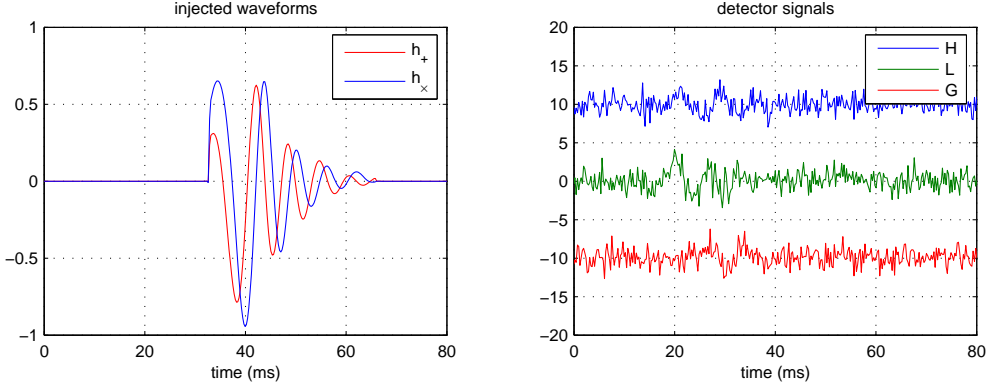 injected waveforms
1
0.5
0
−0.5
−1
0 20 40 60 80
time (ms)
h+
h×
detector signals
20
15
10
5
0
−5
−10
−15
−20
0 20 40 60 80
time (ms)
H
L
G